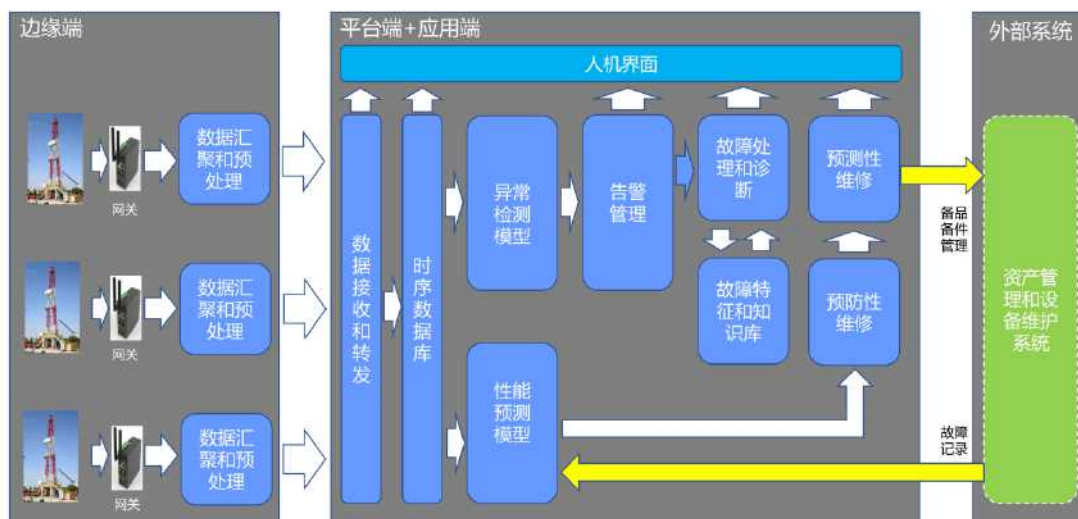 边缘端
数据汇
聚和预
处理
网关
数据汇
聚和预
处理
网关
数据汇
聚和预
处理
网关
平台端+应用端
人机界面
数据接收和转发
时序数据库
异常
检测
模型
告警
管理
故障处
理和诊
断
预测性
维修
故障特
征和知
识库
预防性
维修
性能
预测
模型
备品
备件
管理
故障
记录
外部系统
资产管
理和设
备维护
系统